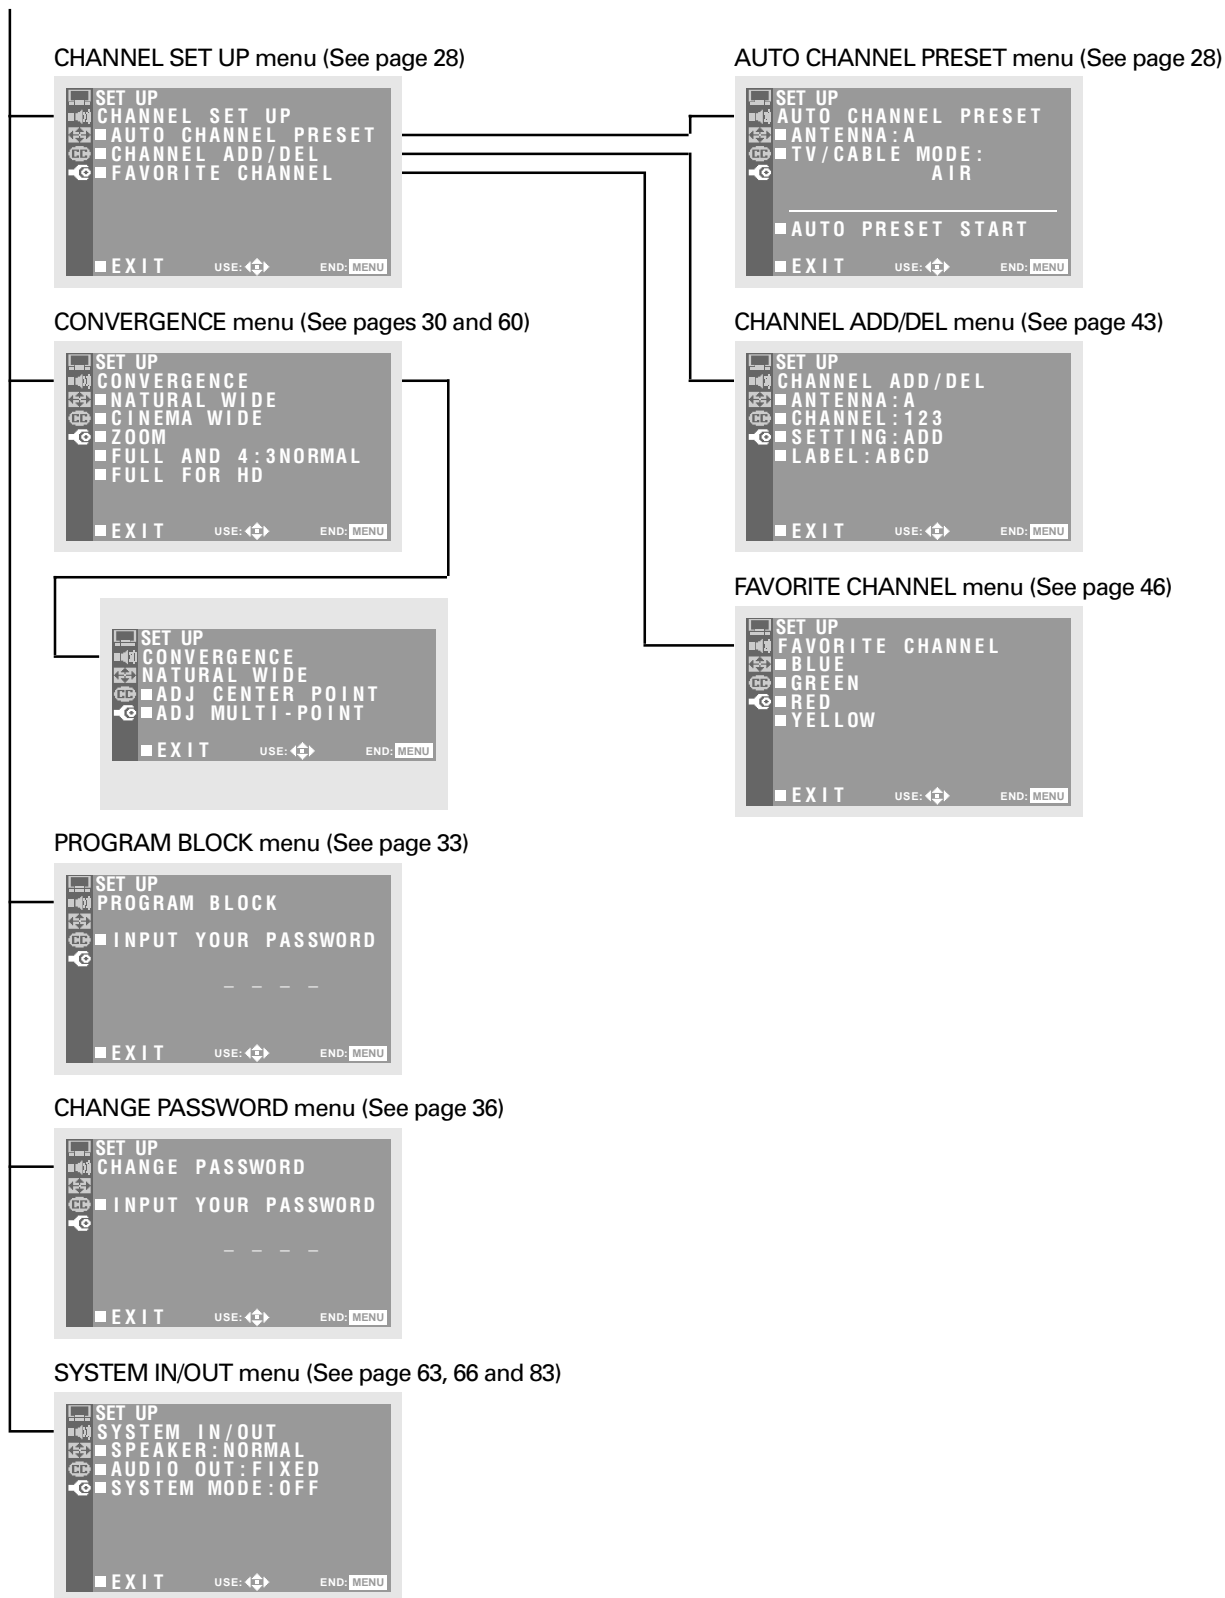 CHANNEL SET UP menu (See page 28)
SET UP
CHANNEL SET UP
AUTO CHANNEL PRESET
CHANNEL ADD/DEL
FAVORITE CHANNEL
EXIT USE: END: MENU
AUTO CHANNEL PRESET menu (See page 28)
SET UP
AUTO CHANNEL PRESET
ANTENNA:A
TV/CABLE MODE:
AIR
AUTO PRESET START
EXIT USE: END: MENU
CONVERGENCE menu (See pages 30 and 60)
SET UP
CONVERGENCE
NATURAL WIDE
CC CINEMA WIDE
ZOOM
FULL AND 4:3NORMAL
FULL FOR HD
EXIT USE: END: MENU
CHANNEL ADD/DEL menu (See page 43)
SET UP
CHANNEL ADD/DEL
ANTENNA:A
CC CHANNEL:123
SETTING:ADD
LABEL:ABCD
EXIT USE: END: MENU
SET UP
CONVERGENCE
NATURAL WIDE
CC ADJ CENTER POINT
ADJ MULTI-POINT
EXIT USE: END: MENU
FAVORITE CHANNEL menu (See page 46)
SET UP
FAVORITE CHANNEL
BLUE
CC GREEN
RED
YELLOW
EXIT USE: END: MENU
PROGRAM BLOCK menu (See page 33)
SET UP
PROGRAM BLOCK
CC INPUT YOUR PASSWORD
_ _ _ _
EXIT USE: END: MENU
CHANGE PASSWORD menu (See page 36)
SET UP
CHANGE PASSWORD
CC INPUT YOUR PASSWORD
_ _ _ _
EXIT USE: END: MENU
SYSTEM IN/OUT menu (See page 63, 66 and 83)
SET UP
SYSTEM IN/OUT
SPEAKER:NORMAL
CC AUDIO OUT:FIXED
SYSTEM MODE:OFF
EXIT USE: END: MENU